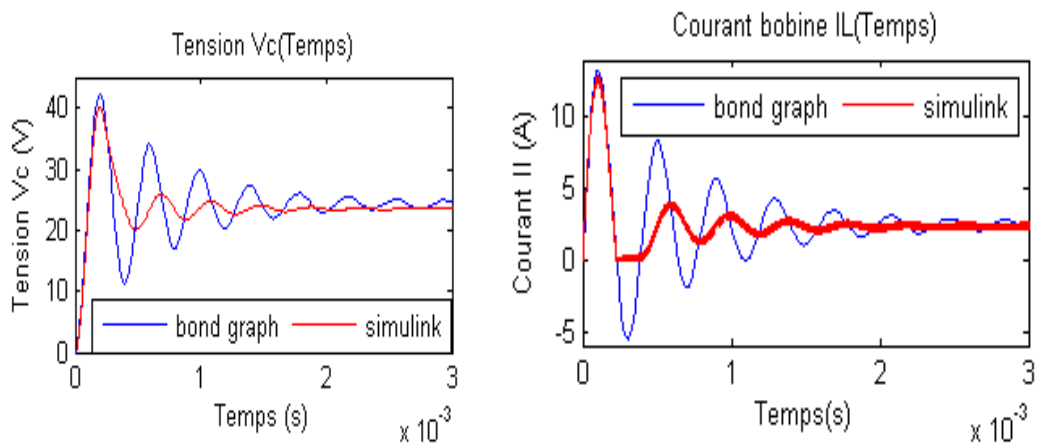 Tension Vc(Temps)
Tension Vc (V)
40
30
20
10
0
bond graph
simulink
0
1
2
3
Temps (s)
x 10⁻³
Courant bobine IL(Temps)
Courant Il (A)
10
5
0
-5
bond graph
simulink
0
1
2
3
Temps(s)
x 10⁻³